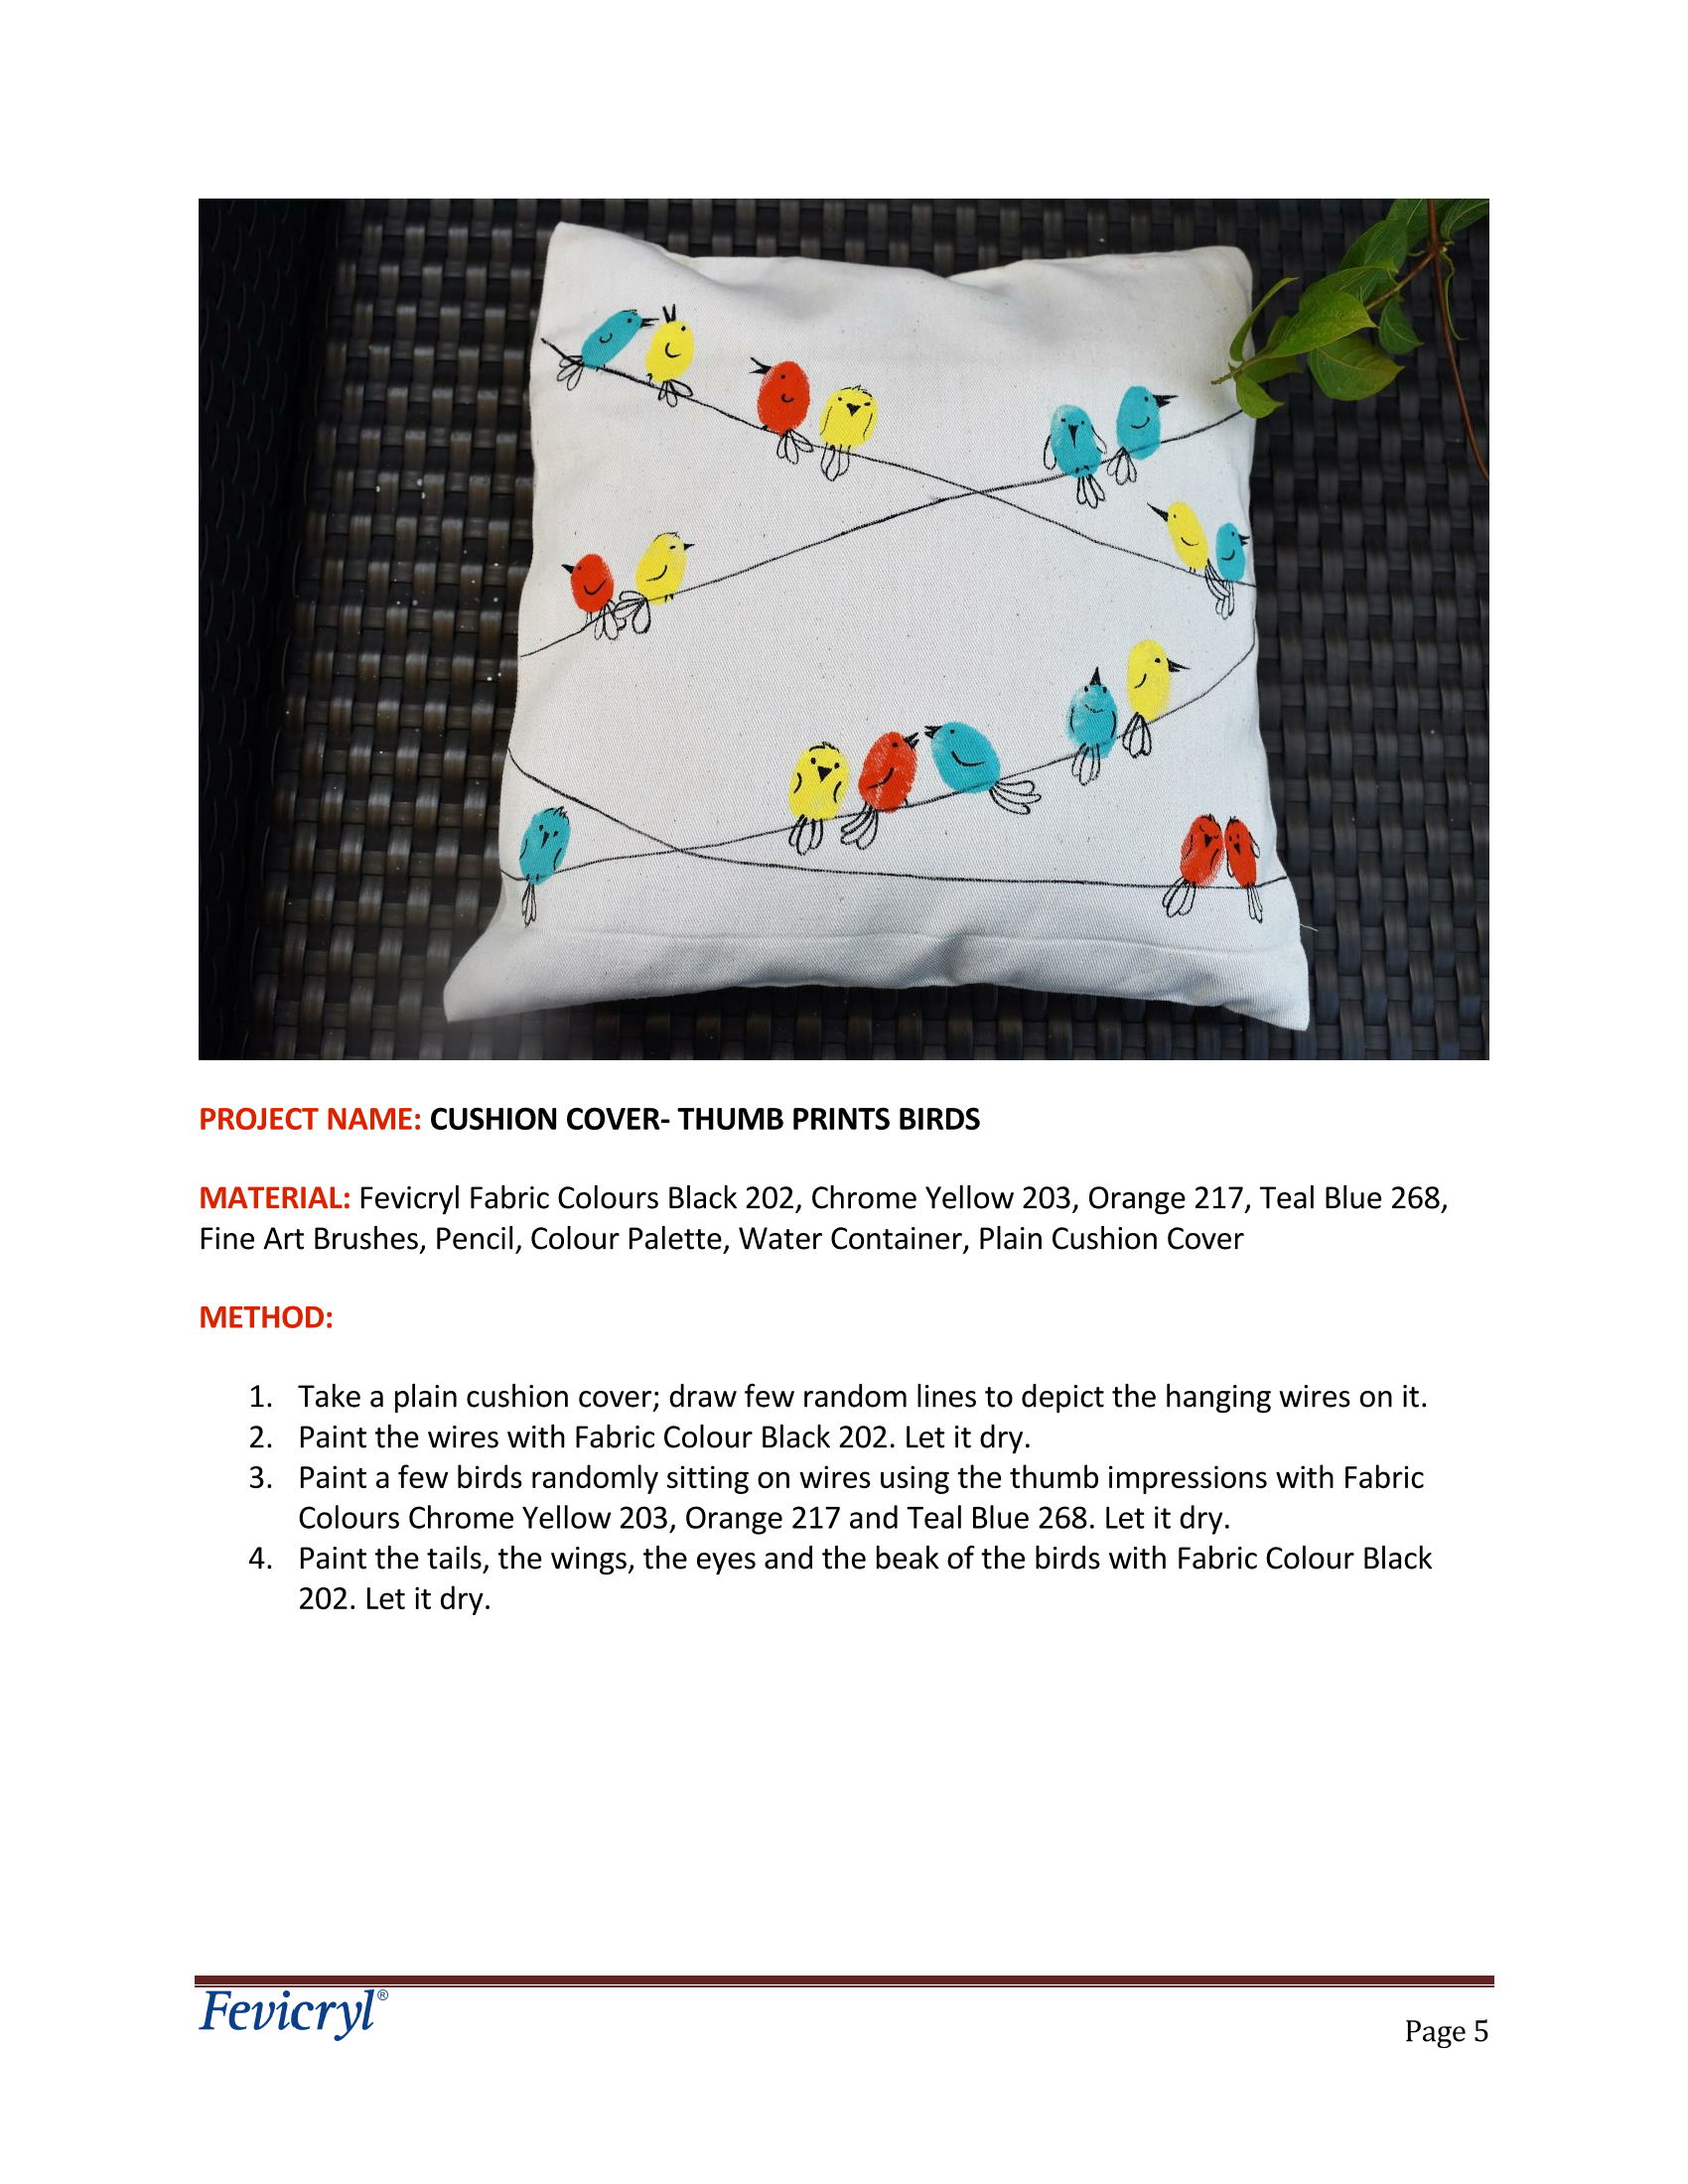 PROJECT NAME: CUSHION COVER- THUMB PRINTS BIRDS
MATERIAL: Fevicryl Fabric Colours Black 202, Chrome Yellow 203, Orange 217, Teal Blue 268,
Fine Art Brushes, Pencil, Colour Palette, Water Container, Plain Cushion Cover
METHOD:
1. Take a plain cushion cover; draw few random lines to depict the hanging wires on it.
2. Paint the wires with Fabric Colour Black 202. Let it dry.
3. Paint a few birds randomly sitting on wires using the thumb impressions with Fabric
Colours Chrome Yellow 203, Orange 217 and Teal Blue 268. Let it dry.
4. Paint the tails, the wings, the eyes and the beak of the birds with Fabric Colour Black
202. Let it dry.
Fevicryl®
Page 5